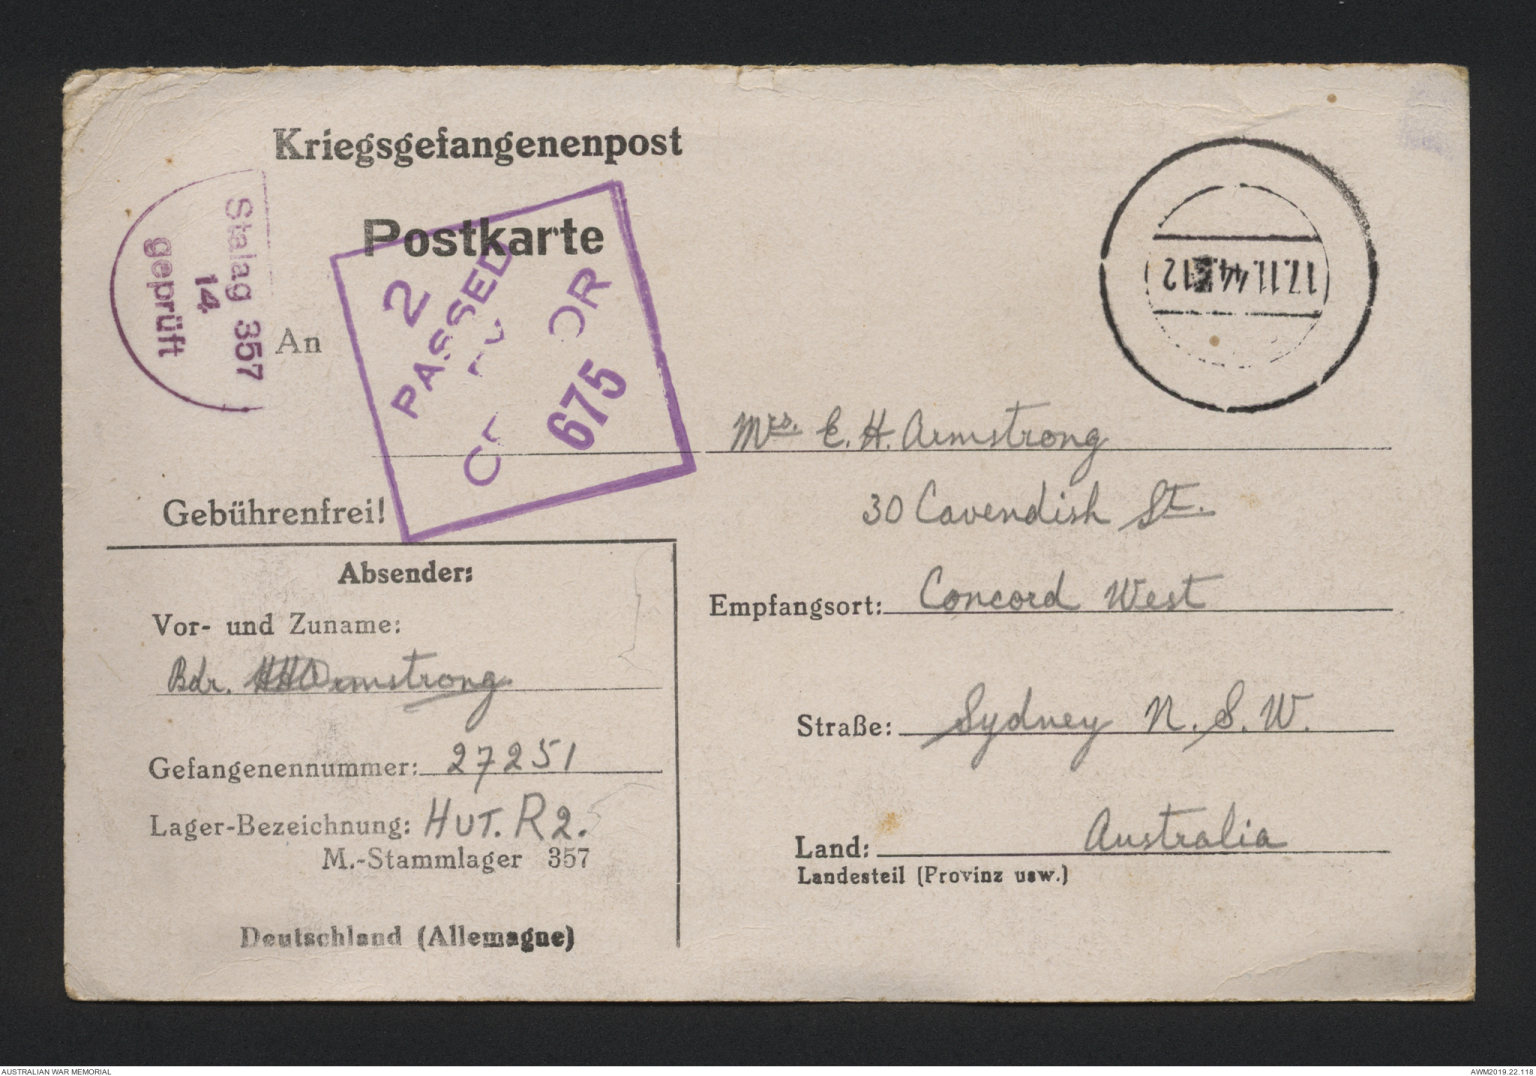 Kriegsgefangenenpost
Postkarte
Stalag 357
14
geprüft
2
PASSED
675
17.11.44.12
An
Mrs. E. H. Armstrong
30 Cavendish St.
Gebührenfrei!
Absender:
Vor- und Zuname:
Bdr. Armstrong
Gefangenennummer: 27251
Lager-Bezeichnung: HUT. R2.
M.-Stammlager 357
Deutschland (Allemagne)
Empfangsort: Concord West
Straße: Sydney N. S. W.
Land: Australia
Landesteil (Provinz usw.)
AUSTRALIAN WAR MEMORIAL
AWM2019.22.118